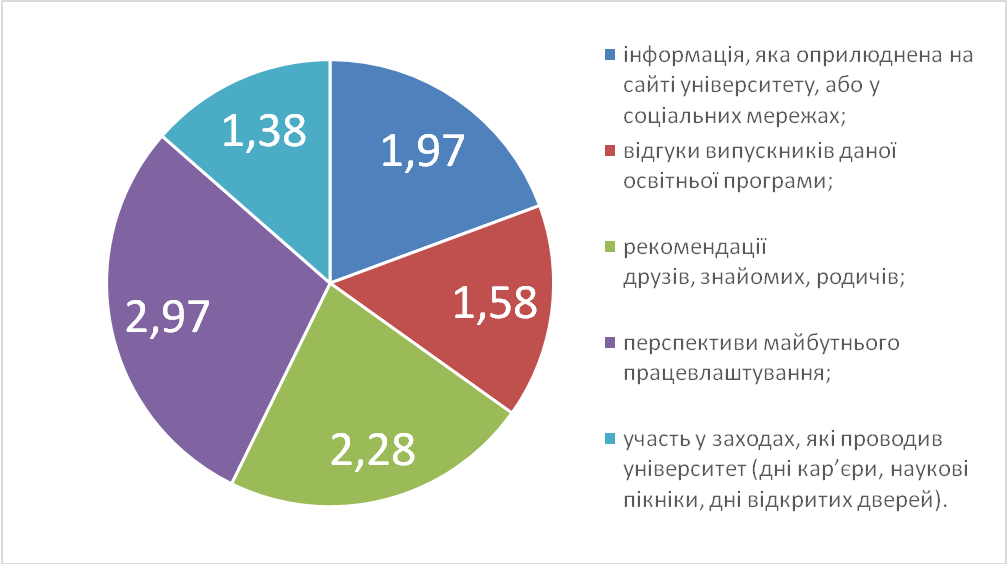 1,97
1,58
2,28
2,97
1,38
інформація, яка оприлюднена на
сайті університету, або у
соціальних мережах;
відгуки випускників даної
освітньої програми;
рекомендації
друзів, знайомих, родичів;
перспективи майбутнього
працевлаштування;
участь у заходах, які проводив
університет (дні кар’єри, наукові
пікніки, дні відкритих дверей).